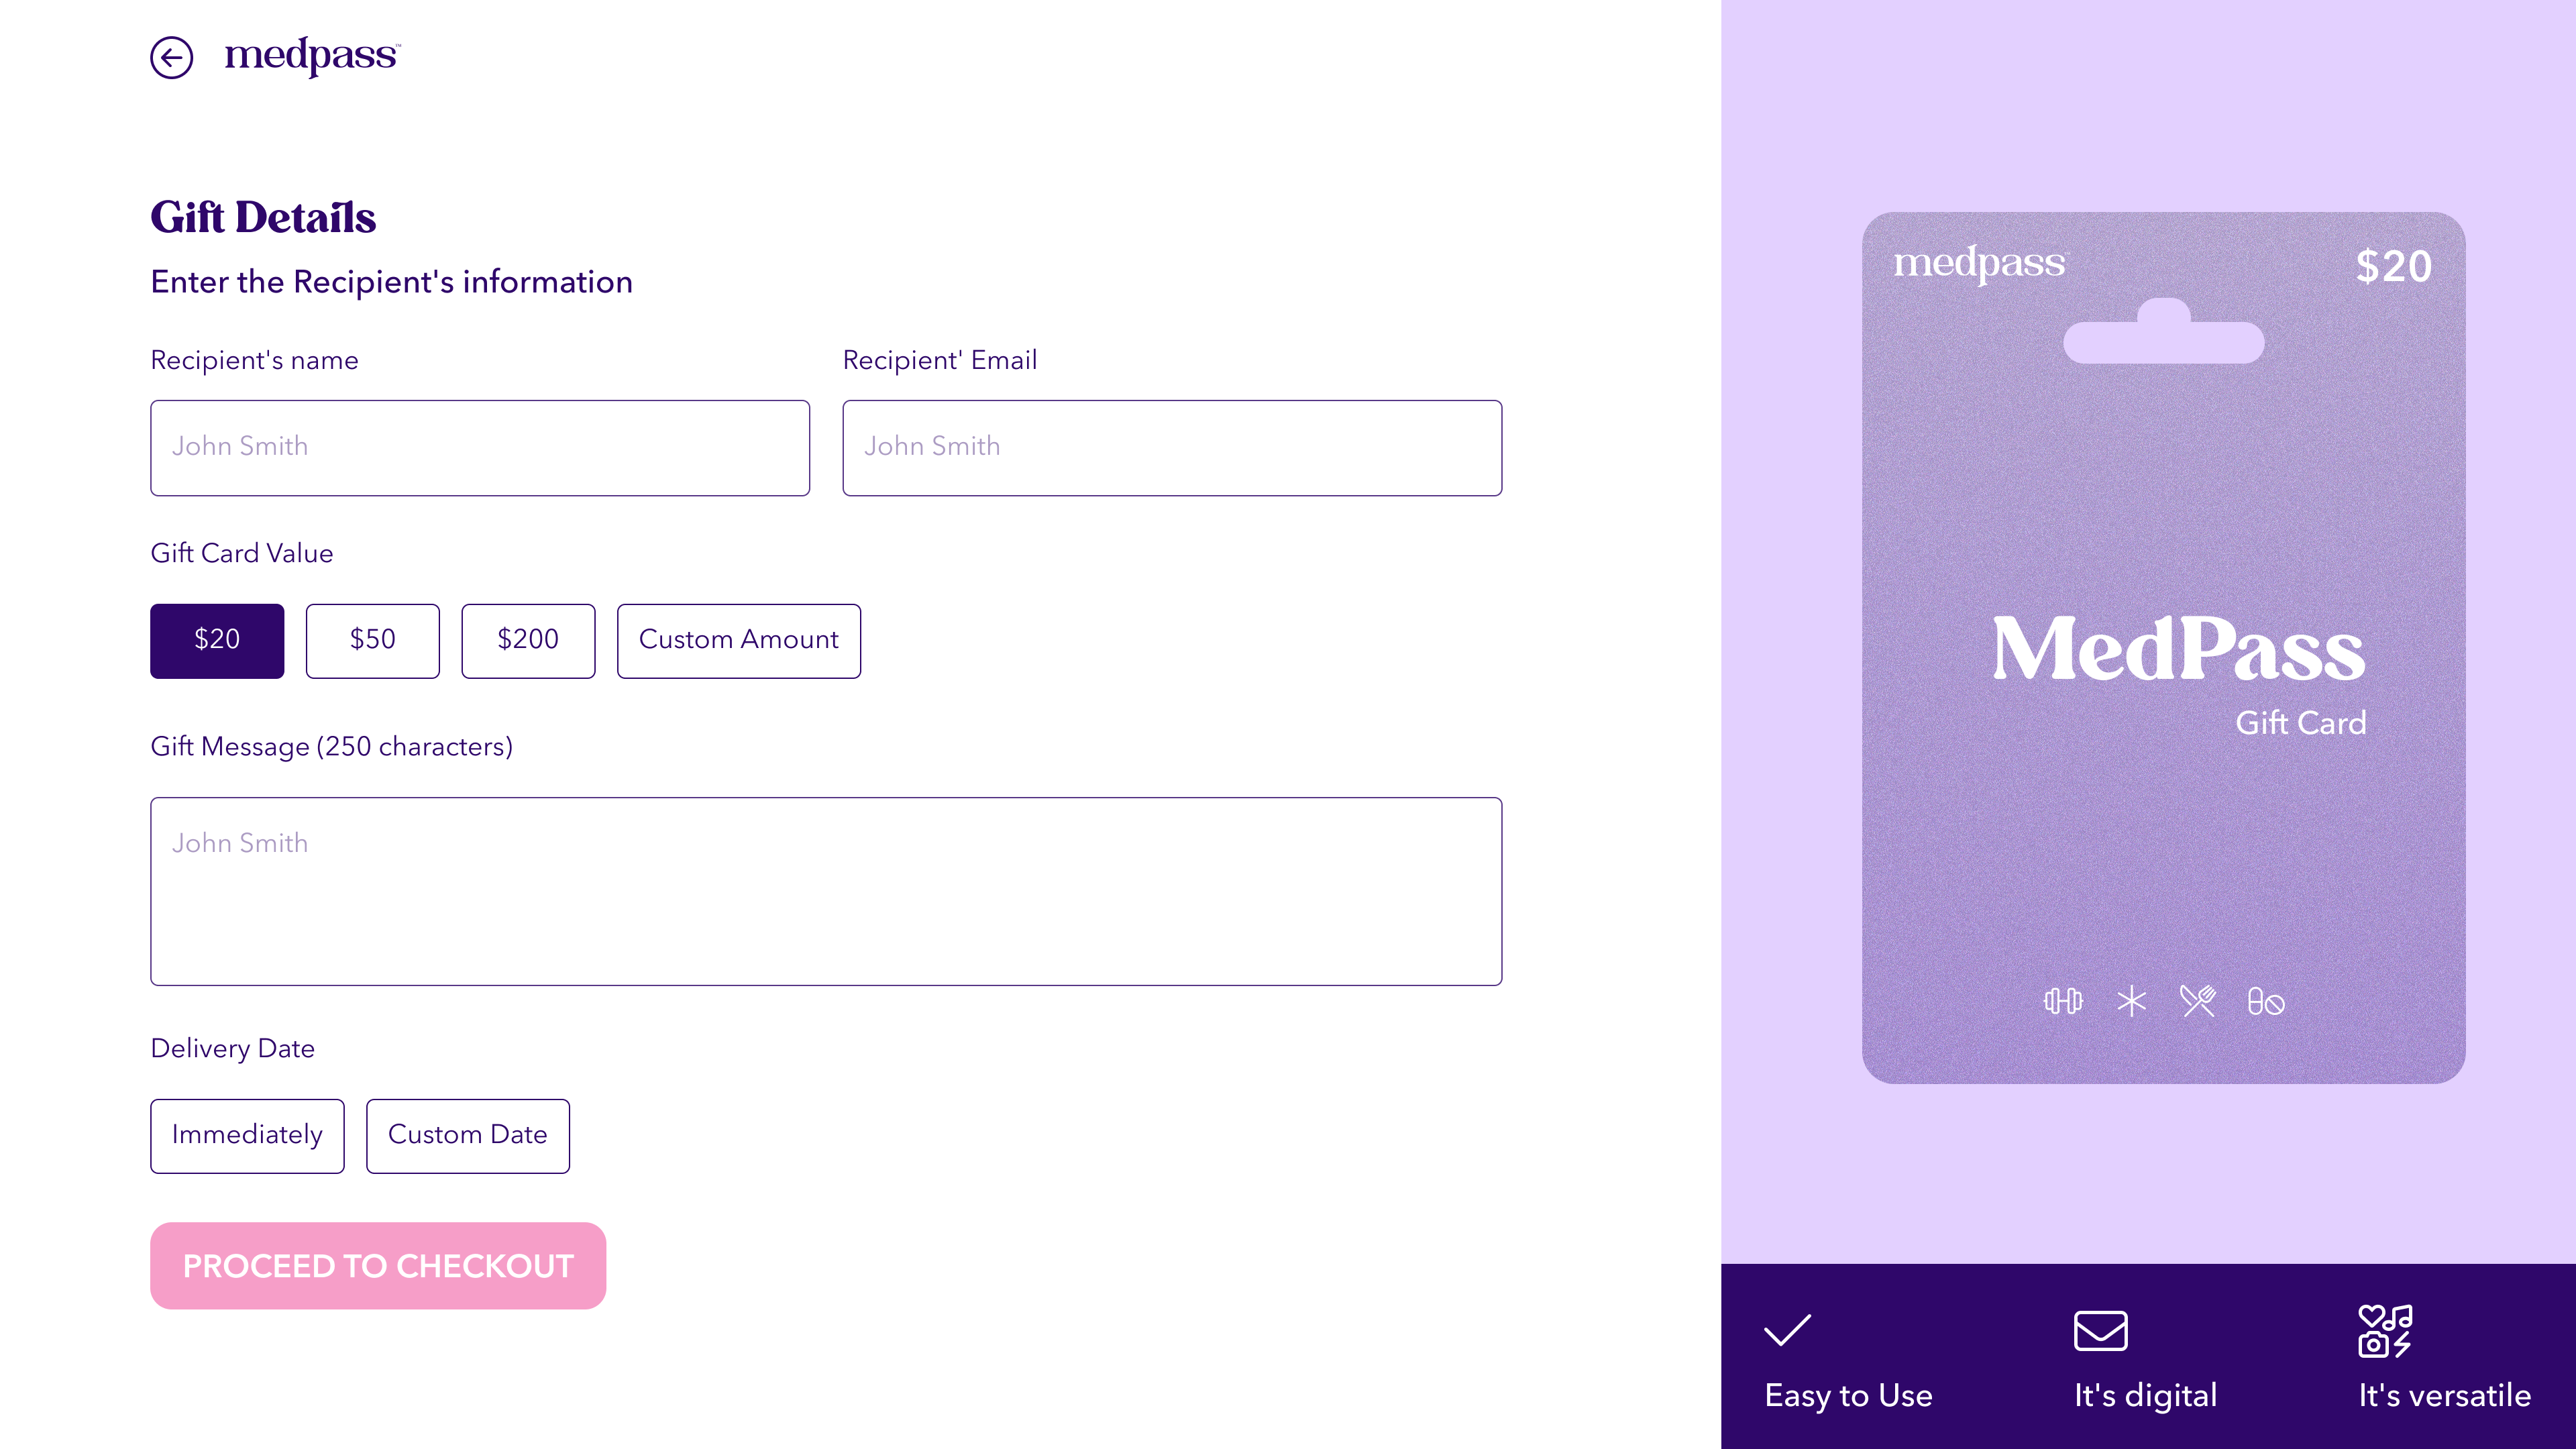 medpass™
Gift Details
Enter the Recipient's information
Recipient's name
Recipient' Email
John Smith
John Smith
Gift Card Value
$20
$50
$200
Custom Amount
Gift Message (250 characters)
John Smith
Delivery Date
Immediately
Custom Date
PROCEED TO CHECKOUT
medpass
$20
MedPass
Gift Card
Easy to Use
It's digital
It's versatile